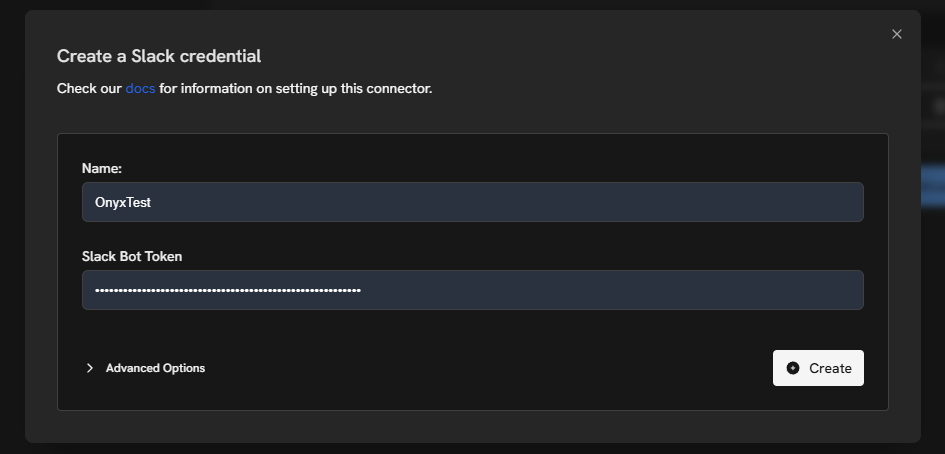 Create a Slack credential
Check our docs for information on setting up this connector.
Name:
OnyxTest
Slack Bot Token
Advanced Options
Create